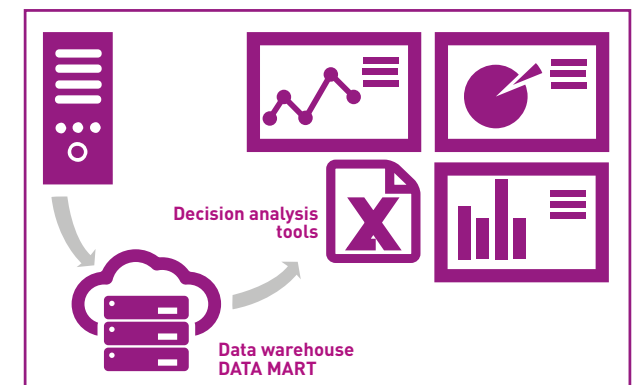 Decision analysis
tools
X
Data warehouse
DATA MART